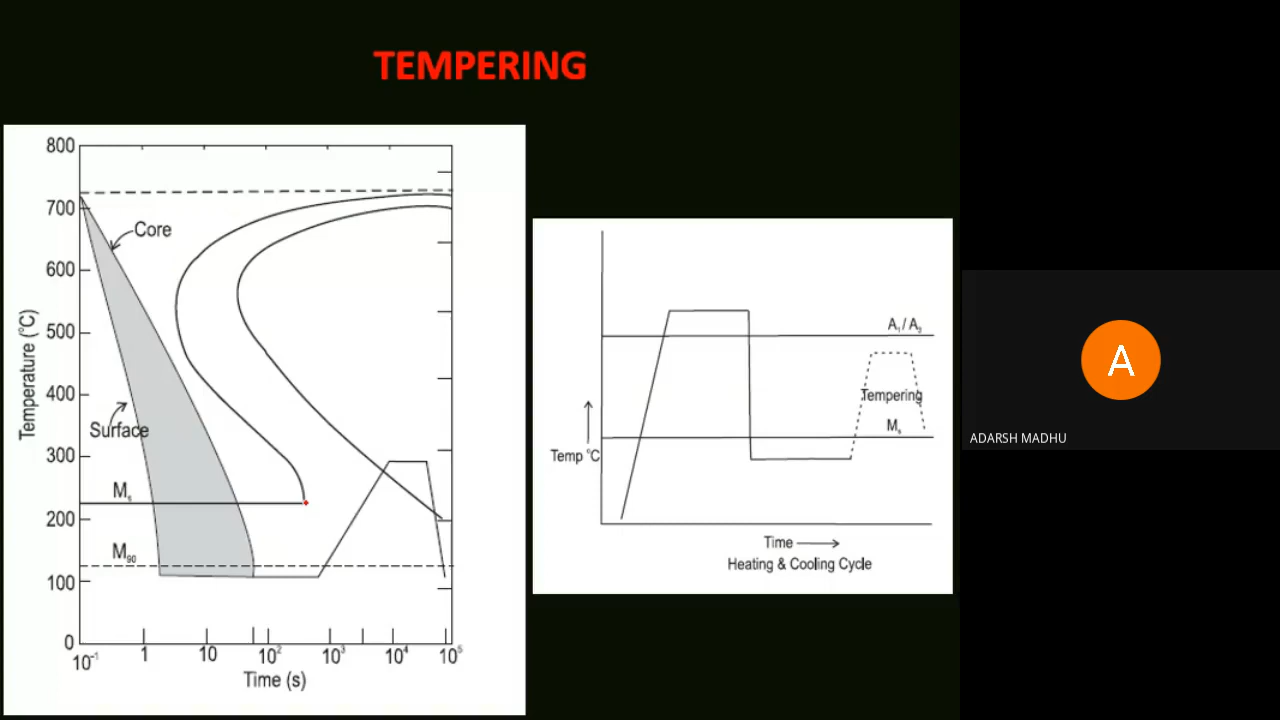 TEMPERING
800
700
600
500
400
300
200
100
0
Temperature (°C)
Core
Surface
Ms
M90
10⁻¹
1
10
10²
10³
10⁴
10⁵
Time (s)
A₁ / A₃
Tempering
Ms
Temp °C
Time
Heating & Cooling Cycle
A
ADARSH MADHU